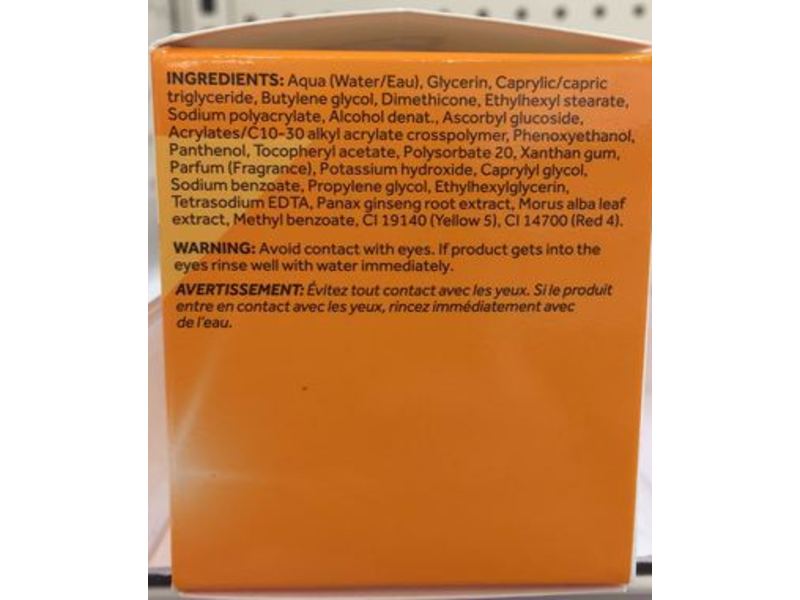 INGREDIENTS: Aqua (Water/Eau), Glycerin, Caprylic/capric
triglyceride, Butylene glycol, Dimethicone, Ethylhexyl stearate,
Sodium polyacrylate, Alcohol denat., Ascorbyl glucoside,
Acrylates/C10-30 alkyl acrylate crosspolymer, Phenoxyethanol,
Panthenol, Tocopheryl acetate, Polysorbate 20, Xanthan gum,
Parfum (Fragrance), Potassium hydroxide, Caprylyl glycol,
Sodium benzoate, Propylene glycol, Ethylhexylglycerin,
Tetrasodium EDTA, Panax ginseng root extract, Morus alba leaf
extract, Methyl benzoate, CI 19140 (Yellow 5), CI 14700 (Red 4).
WARNING: Avoid contact with eyes. If product gets into the
eyes rinse well with water immediately.
AVERTISSEMENT: Évitez tout contact avec les yeux. Si le produit
entre en contact avec les yeux, rincez immédiatement avec
de l'eau.